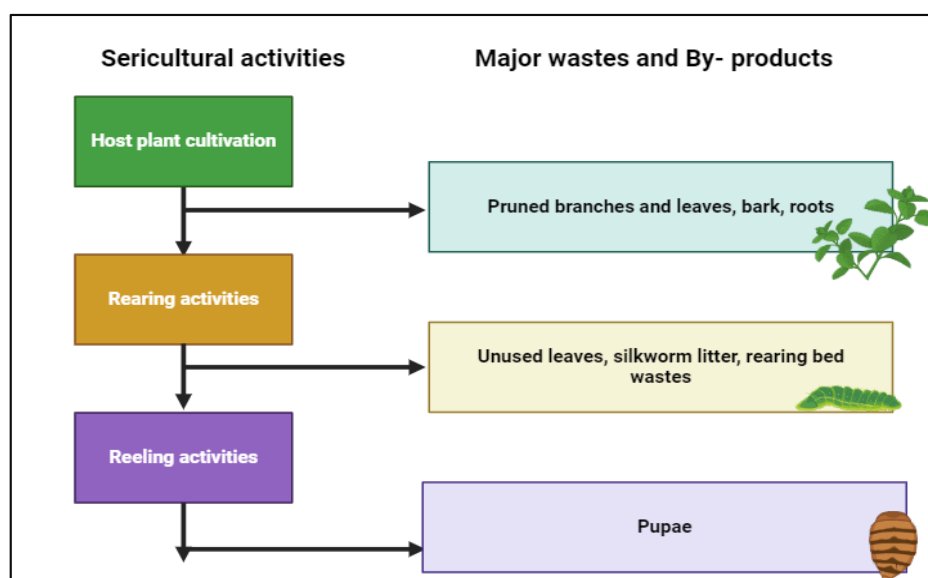 Sericultural activities
Major wastes and By- products
Host plant cultivation
Pruned branches and leaves, bark, roots
Rearing activities
Unused leaves, silkworm litter, rearing bed
wastes
Reeling activities
Pupae